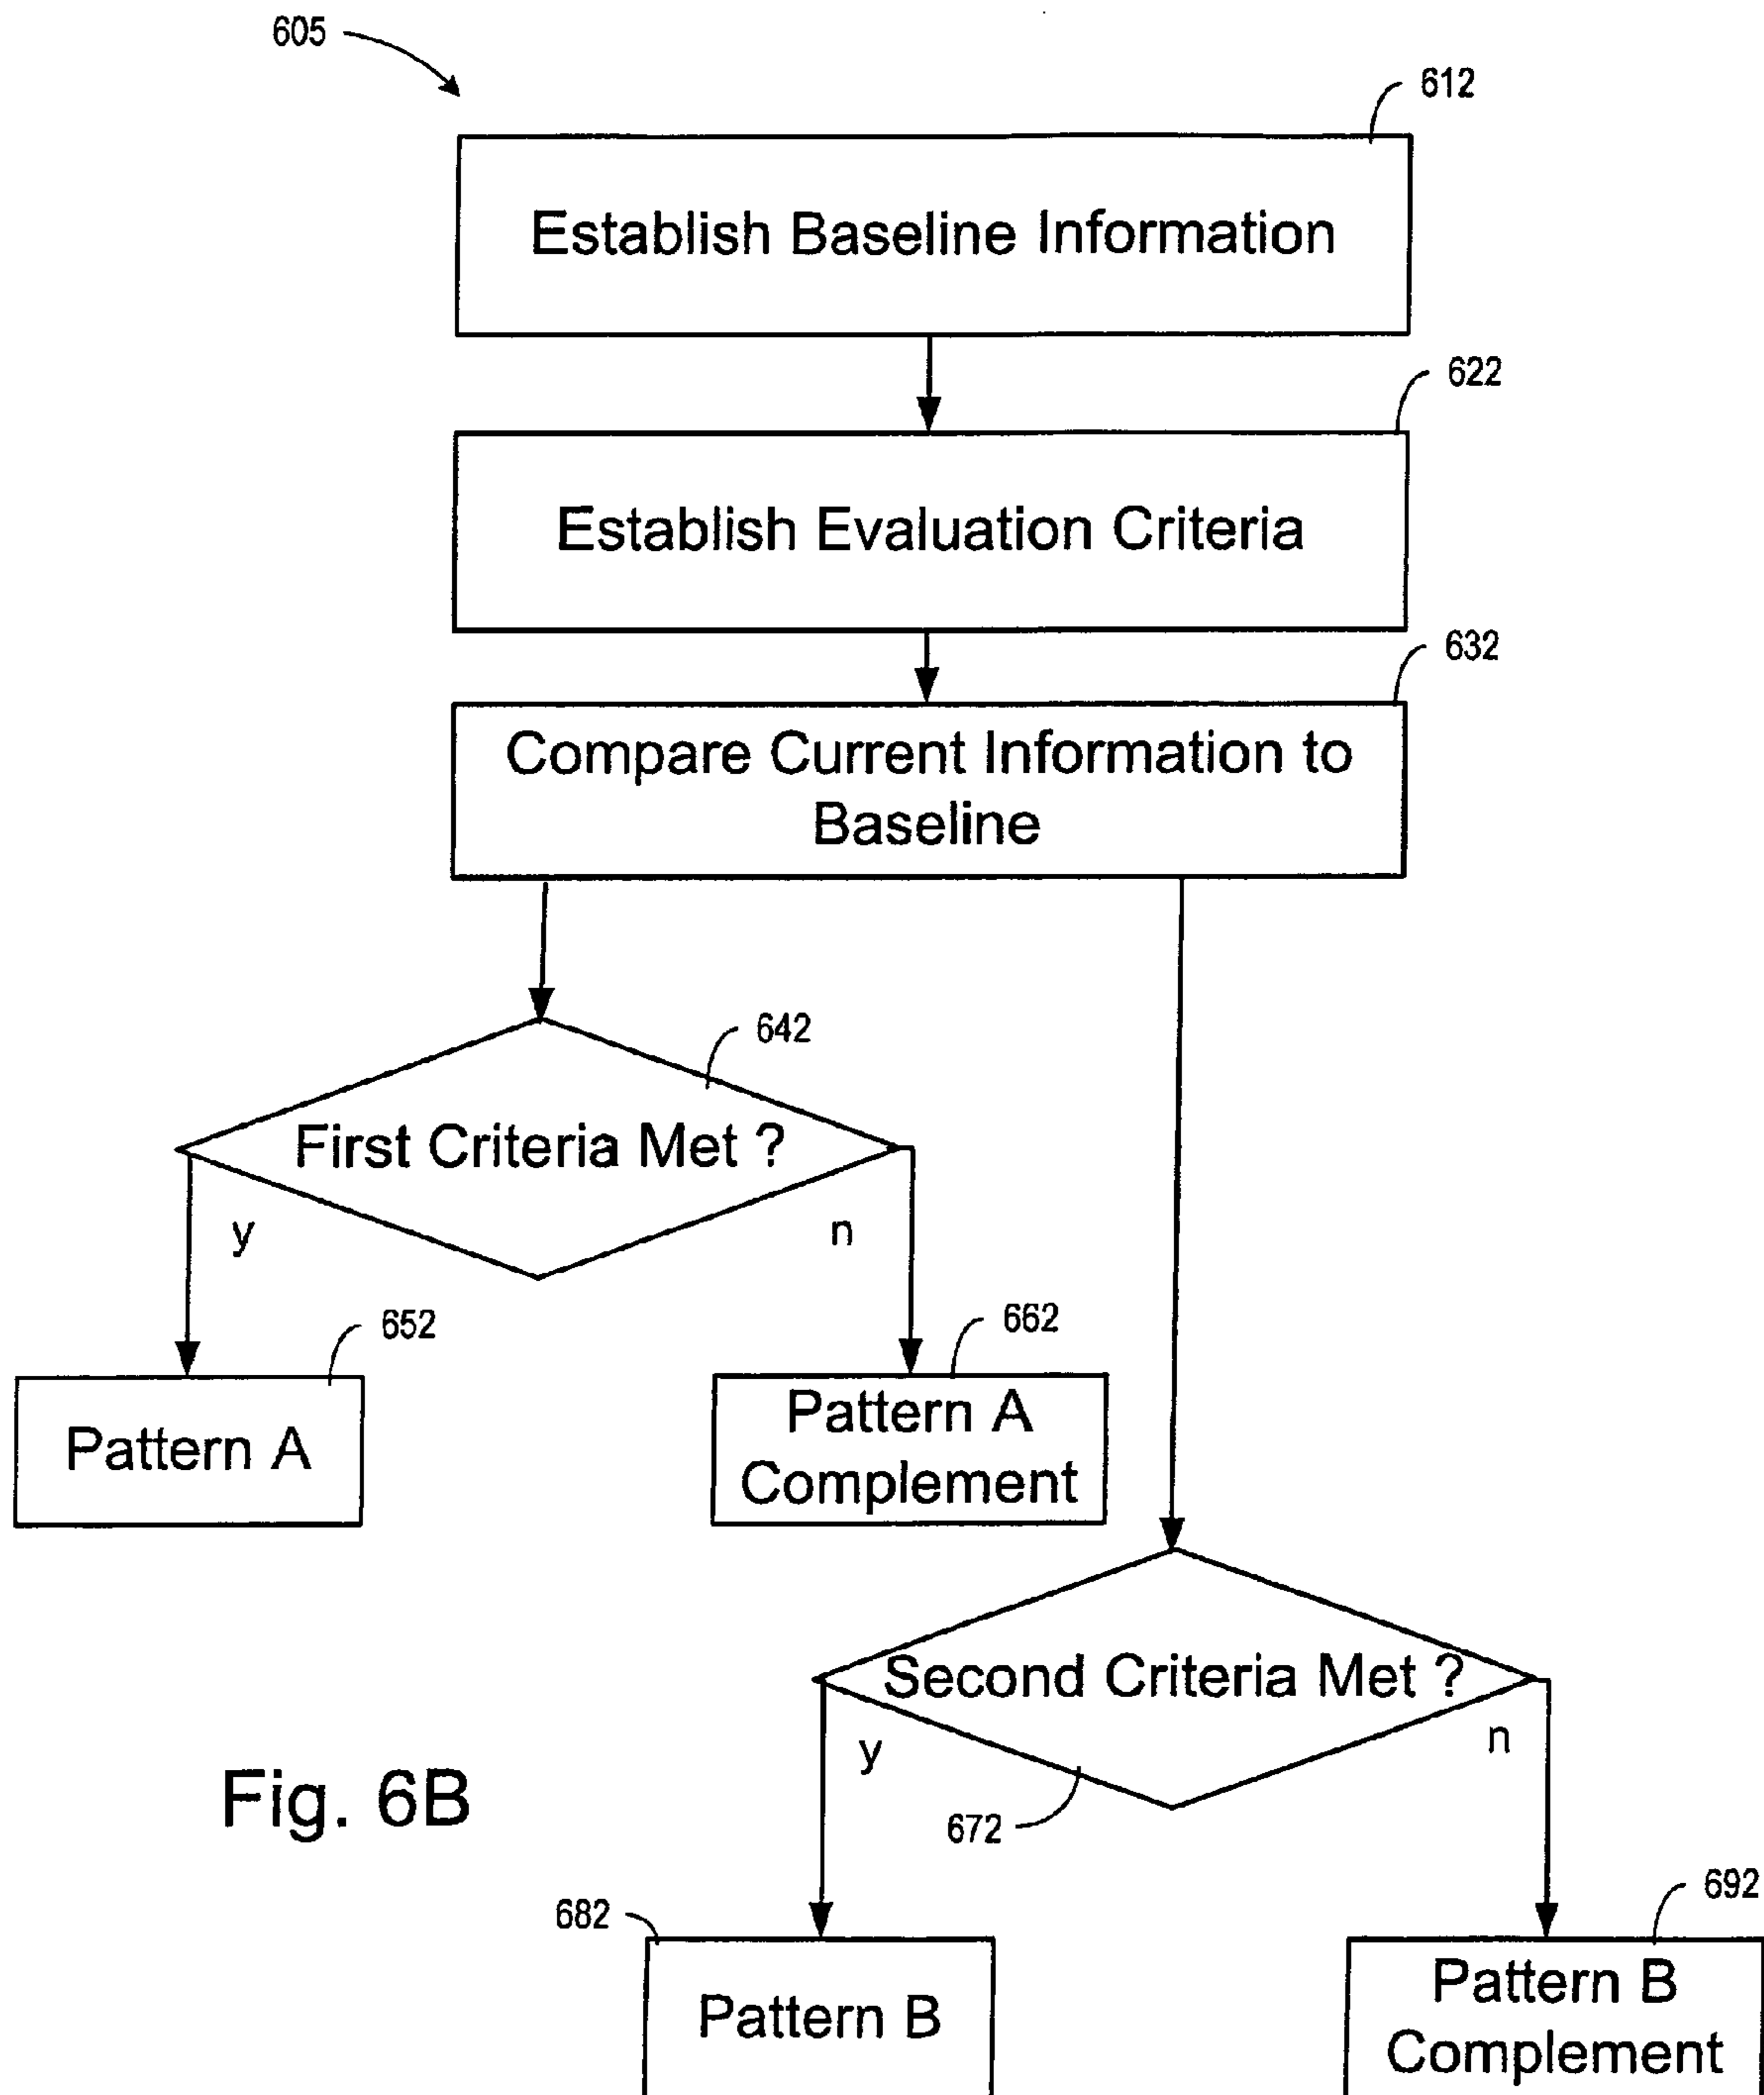 605
612
Establish Baseline Information
622
Establish Evaluation Criteria
632
Compare Current Information to
Baseline
642
First Criteria Met ?
y
n
652
662
Pattern A
Pattern A
Complement
Second Criteria Met ?
y
n
672
Fig. 6B
682
692
Pattern B
Pattern B
Complement